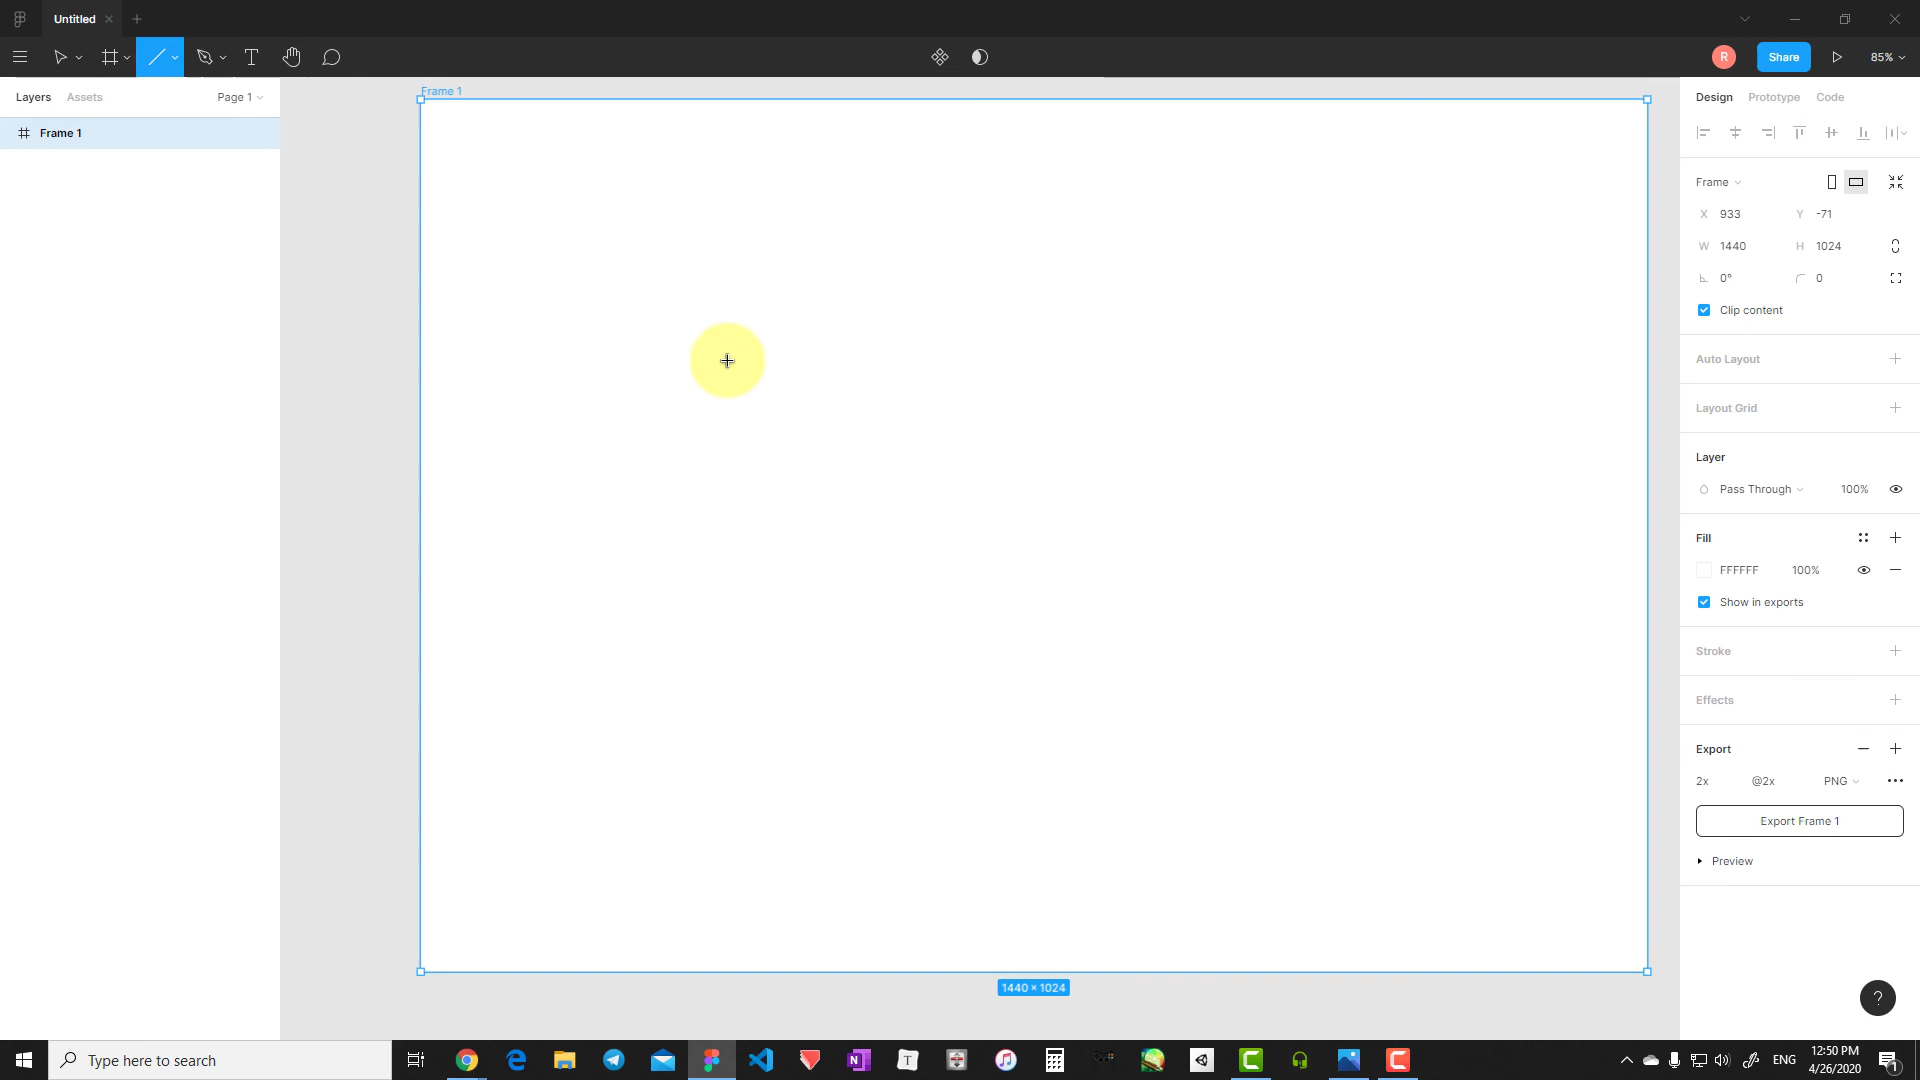 Untitled
R
Share
85%
Layers
Assets
Page 1
Frame 1
Frame 1
1440 × 1024
Design
Prototype
Code
Frame
X 933
Y -71
W 1440
H 1024
0°
0
Clip content
Auto Layout
Layout Grid
Layer
Pass Through
100%
Fill
FFFFFF
100%
Show in exports
Stroke
Effects
Export
2x
@2x
PNG
Export Frame 1
Preview
?
Type here to search
N
T
ENG
12:50 PM
4/26/2020
1